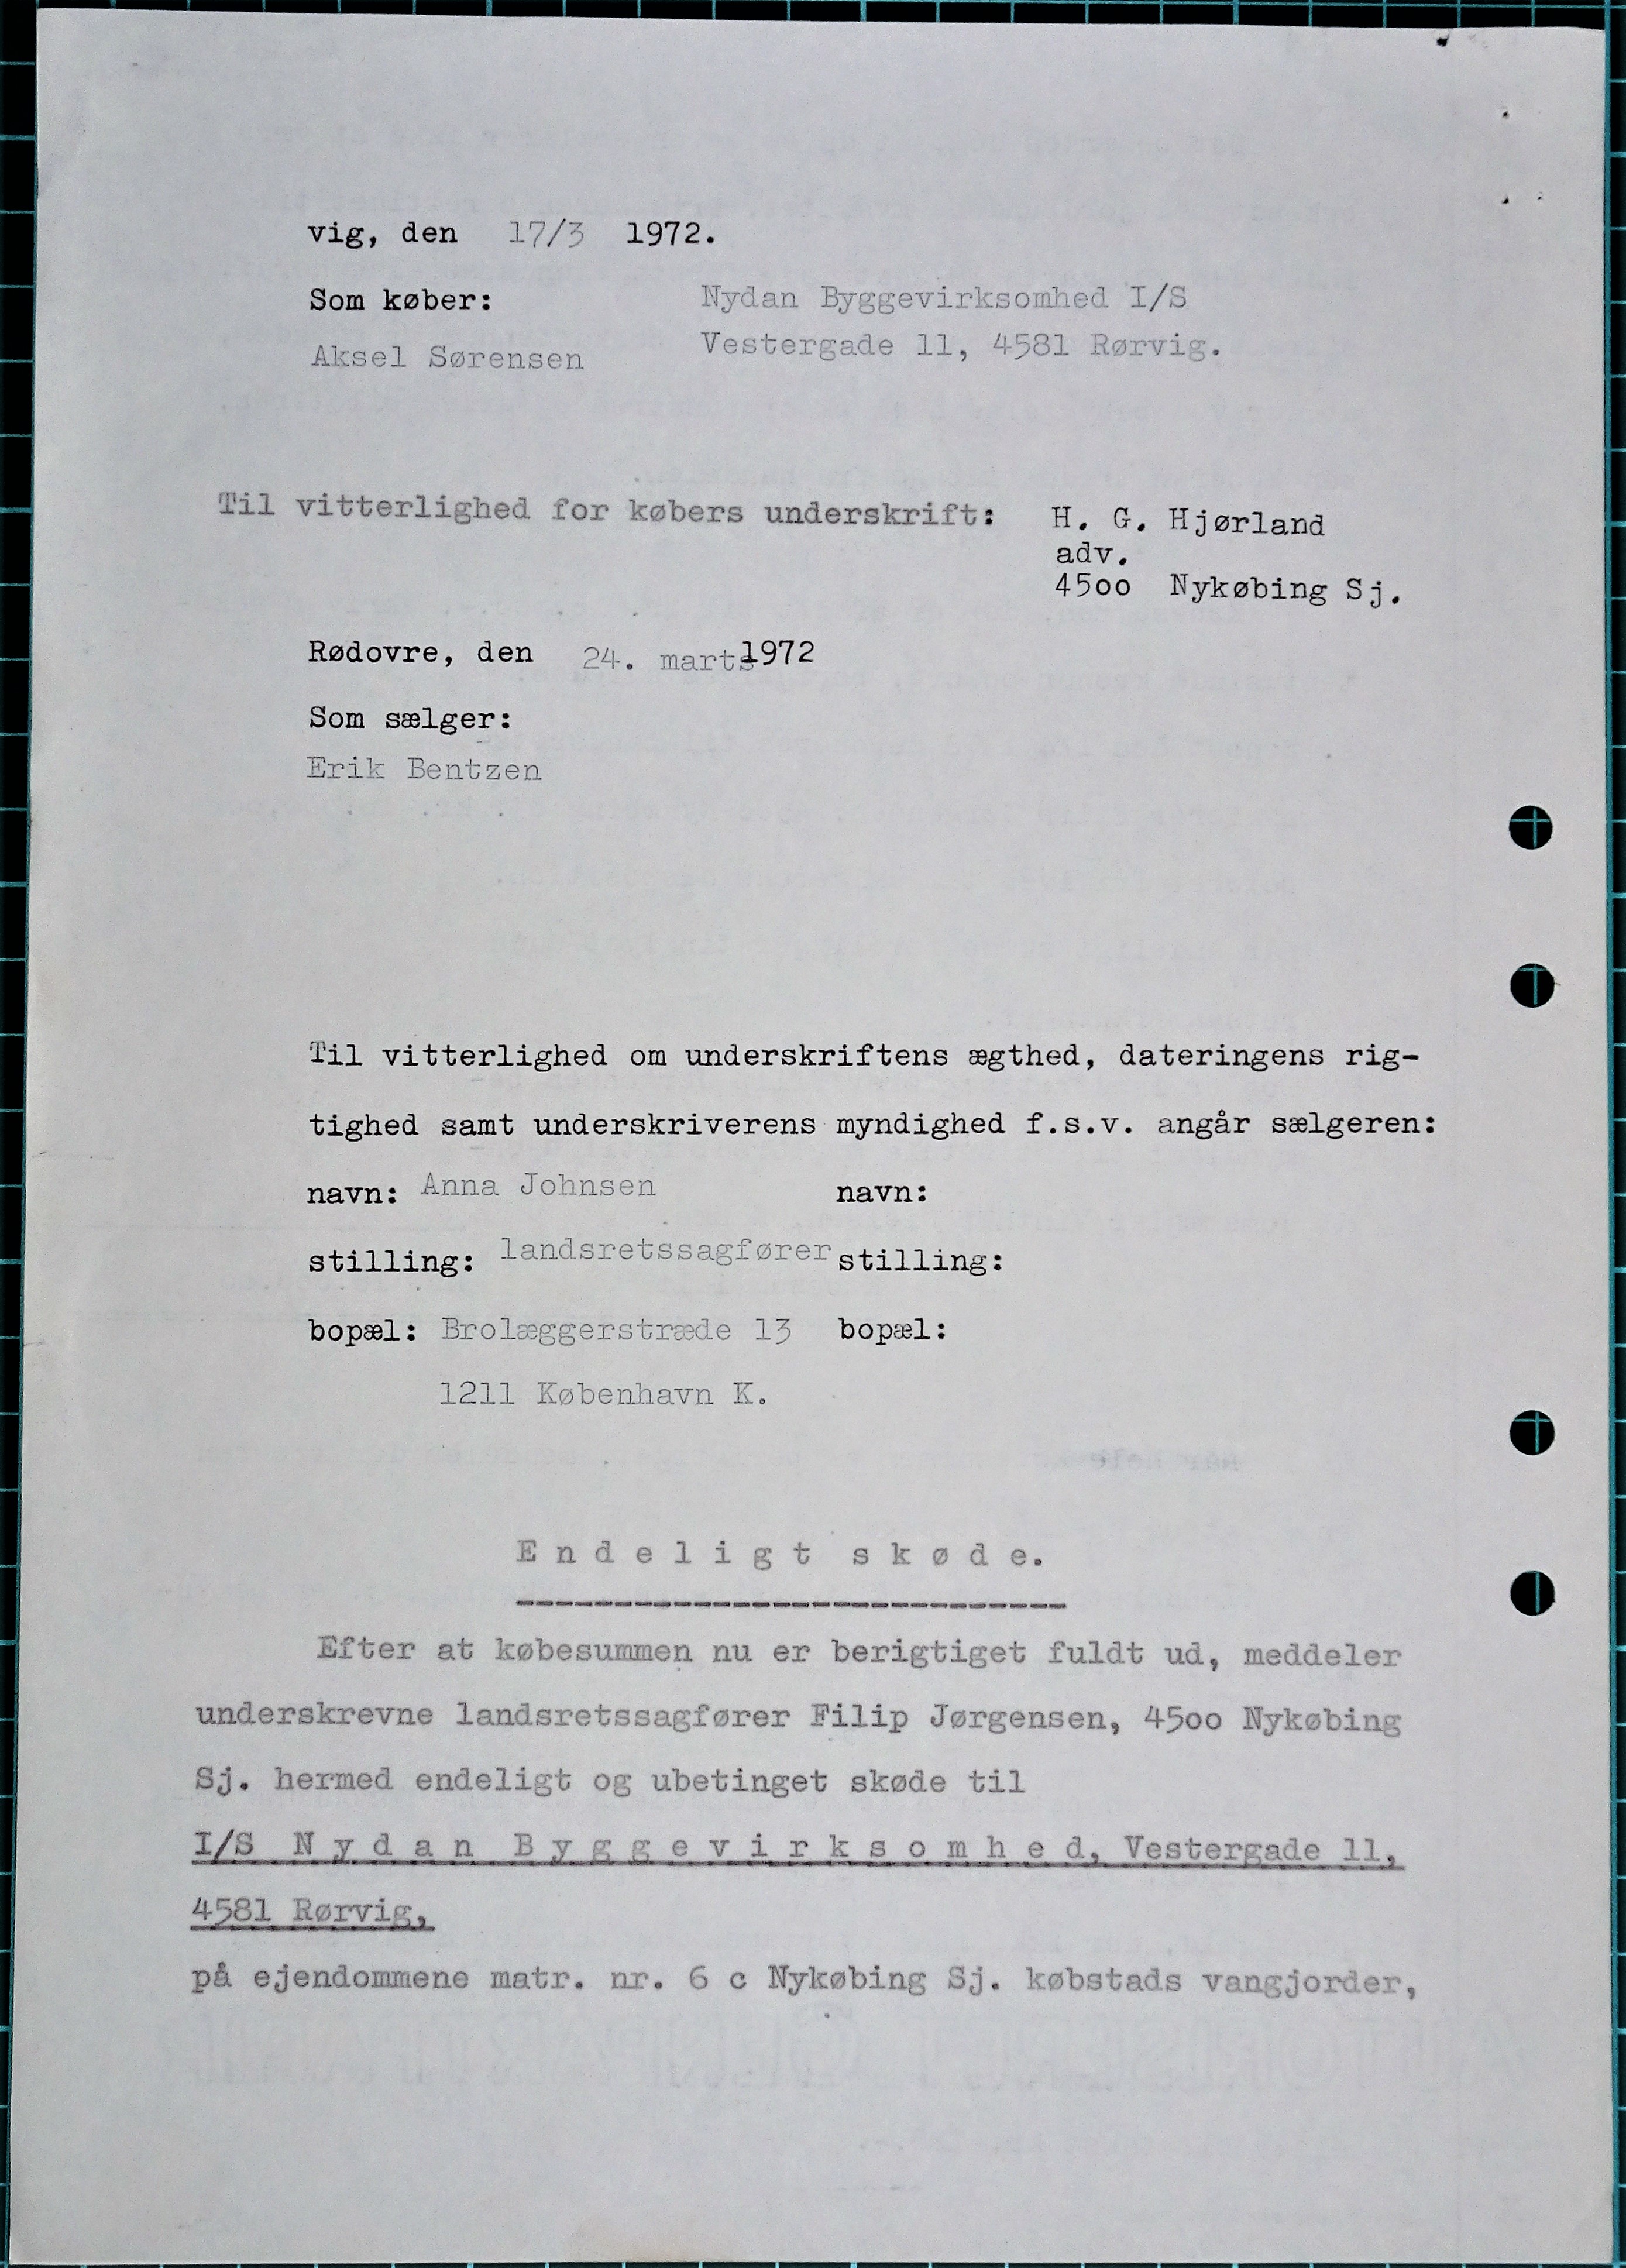 vig, den 17/3 1972.
Som køber:
Nydan Byggevirksomhed I/S
Vestergade 11, 4581 Rørvig.
Aksel Sørensen
Til vitterlighed for købers underskrift:
H. G. Hjørland
adv.
45oo Nykøbing Sj.
Rødovre, den 24. marts 1972
Som sælger:
Erik Bentzen
Til vitterlighed om underskriftens ægthed, dateringens rig-
tighed samt underskriverens myndighed f.s.v. angår sælgeren:
navn: Anna Johnsen navn:
stilling: landsretssagfører stilling:
bopæl: Brolæggerstræde 13 bopæl:
1211 København K.
E n d e l i g t s k ø d e.
----------------------------
Efter at købesummen nu er berigtiget fuldt ud, meddeler
underskrevne landsretssagfører Filip Jørgensen, 45oo Nykøbing
Sj. hermed endeligt og ubetinget skøde til
I/S N y d a n B y g g e v i r k s o m h e d, Vestergade 11,
4581 Rørvig,
på ejendommene matr. nr. 6 c Nykøbing Sj. købstads vangjorder,